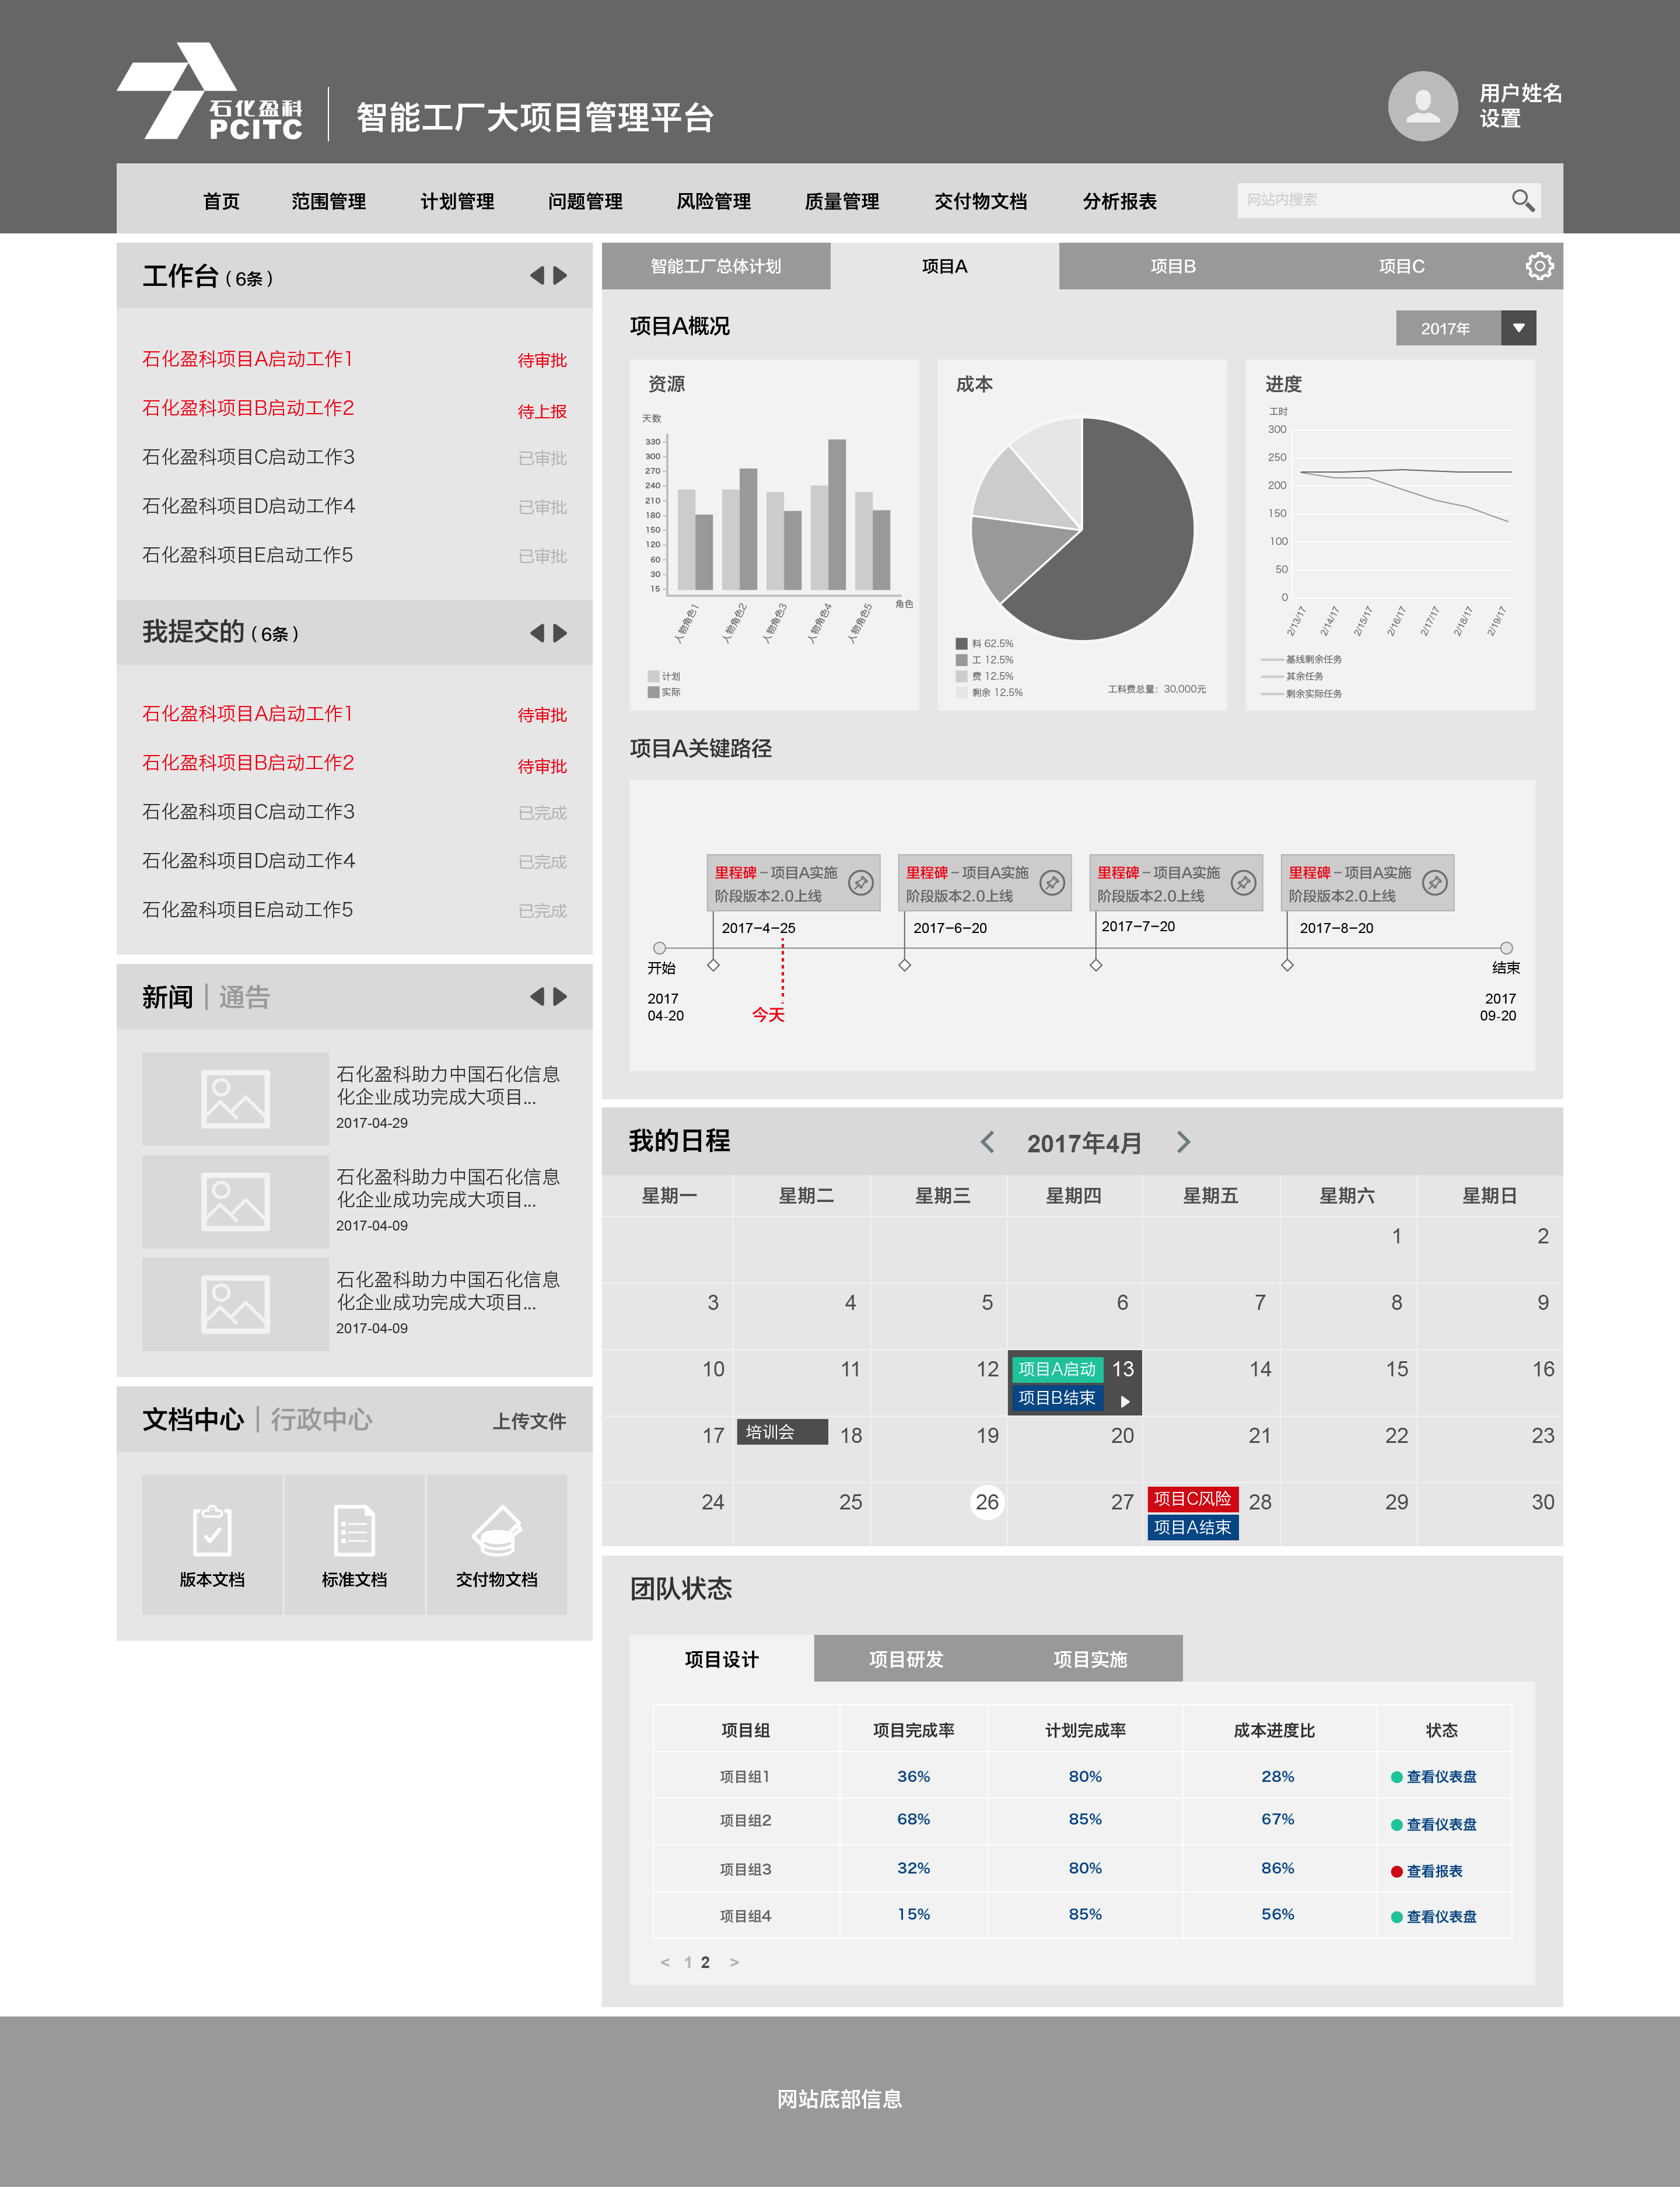 石化盈科
PCITC
智能工厂大项目管理平台
用户姓名
设置
首页 范围管理 计划管理 问题管理 风险管理 质量管理 交付物文档 分析报表
网站内搜索
工作台（6条）
石化盈科项目A启动工作1 待审批
石化盈科项目B启动工作2 待上报
石化盈科项目C启动工作3 已审批
石化盈科项目D启动工作4 已审批
石化盈科项目E启动工作5 已审批
我提交的（6条）
石化盈科项目A启动工作1 待审批
石化盈科项目B启动工作2 待审批
石化盈科项目C启动工作3 已完成
石化盈科项目D启动工作4 已完成
石化盈科项目E启动工作5 已完成
新闻 | 通告
石化盈科助力中国石化信息
化企业成功完成大项目...
2017-04-29
石化盈科助力中国石化信息
化企业成功完成大项目...
2017-04-09
石化盈科助力中国石化信息
化企业成功完成大项目...
2017-04-09
文档中心 | 行政中心 上传文件
版本文档 标准文档 交付物文档
智能工厂总体计划 项目A 项目B 项目C
项目A概况 2017年
资源
天数
330
300
270
240
210
180
150
120
60
30
15
人物角色1 人物角色2 人物角色3 人物角色4 人物角色5 角色
计划
实际
成本
料 62.5%
工 12.5%
费 12.5%
剩余 12.5%
工料费总量：30,000元
进度
工时
300
250
200
150
100
50
0
2/13/17 2/14/17 2/15/17 2/16/17 2/17/17 2/18/17 2/19/17
基线剩余任务
其余任务
剩余实际任务
项目A关键路径
里程碑－项目A实施
阶段版本2.0上线
2017-4-25
里程碑－项目A实施
阶段版本2.0上线
2017-6-20
里程碑－项目A实施
阶段版本2.0上线
2017-7-20
里程碑－项目A实施
阶段版本2.0上线
2017-8-20
开始
2017
04-20
今天
结束
2017
09-20
我的日程 < 2017年4月 >
星期一 星期二 星期三 星期四 星期五 星期六 星期日
1 2
3 4 5 6 7 8 9
10 11 12 项目A启动 13 14 15 16
项目B结束
17 培训会 18 19 20 21 22 23
24 25 26 27 项目C风险 28 29 30
项目A结束
团队状态
项目设计 项目研发 项目实施
项目组 项目完成率 计划完成率 成本进度比 状态
项目组1 36% 80% 28% 查看仪表盘
项目组2 68% 85% 67% 查看仪表盘
项目组3 32% 80% 86% 查看报表
项目组4 15% 85% 56% 查看仪表盘
< 1 2 >
网站底部信息